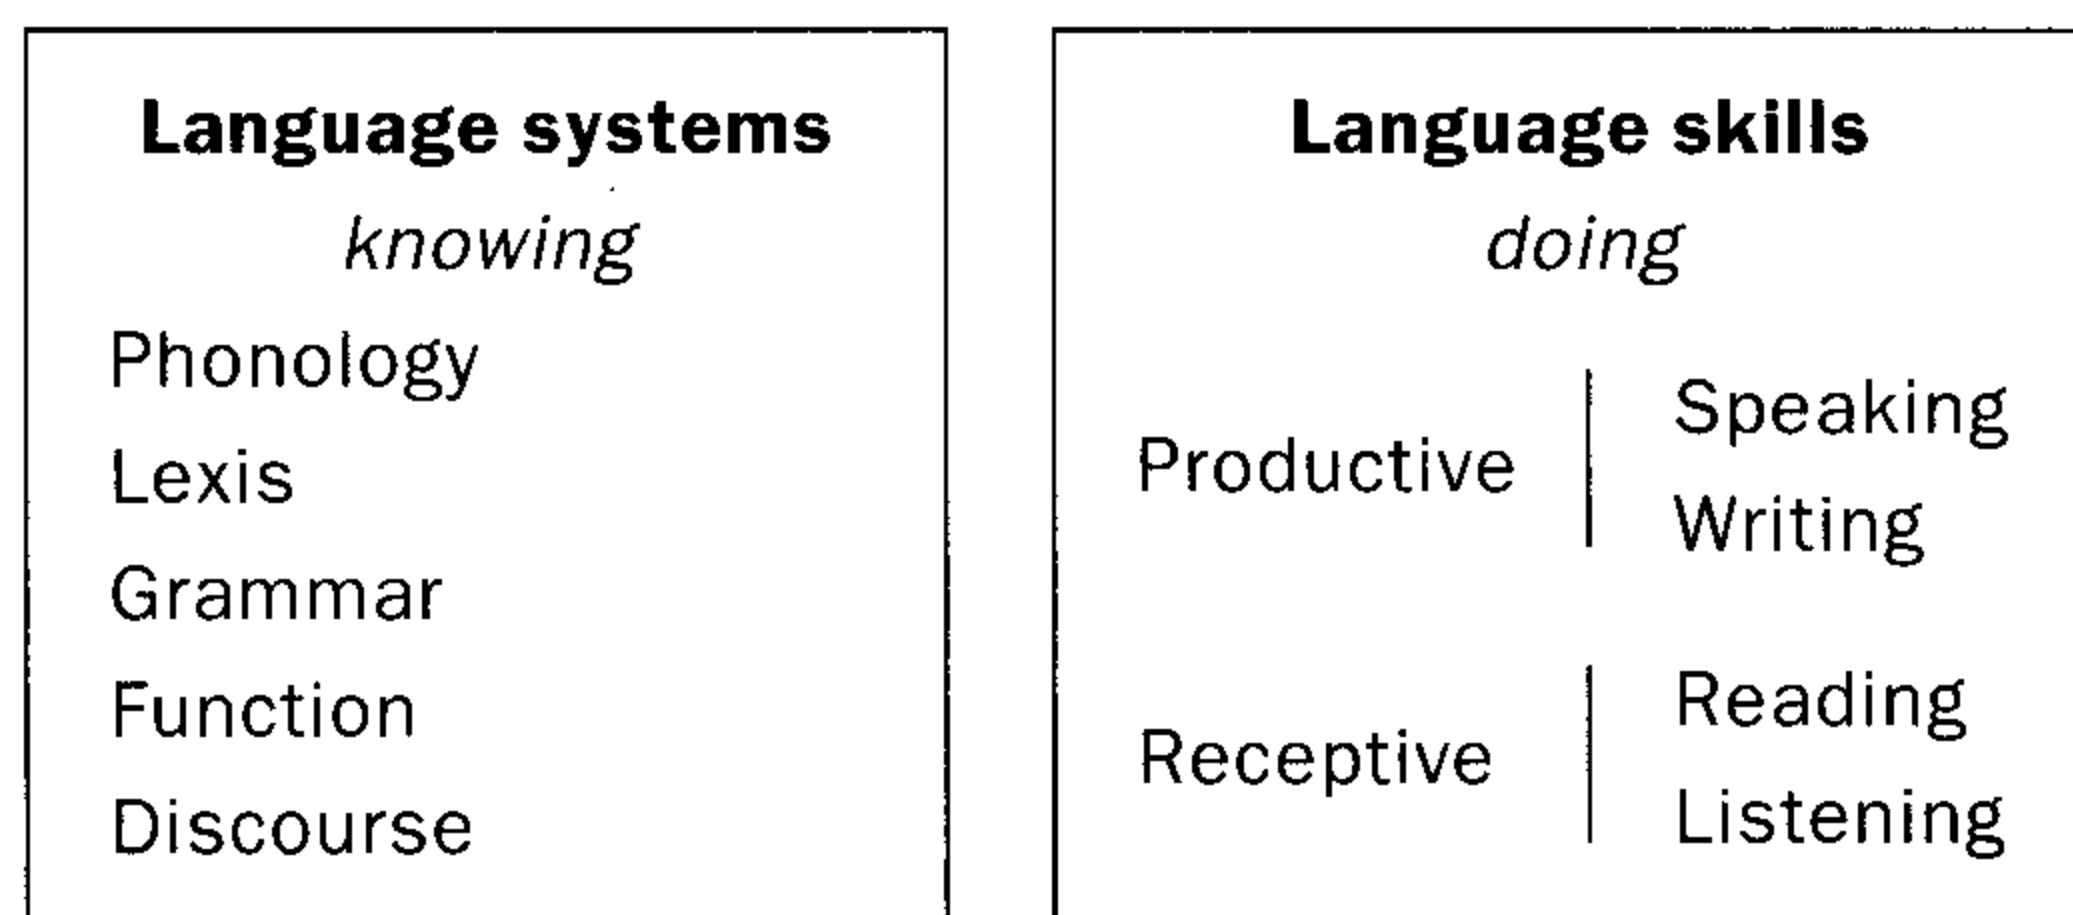 Language systems
knowing
Phonology
Lexis
Grammar
Function
Discourse
Language skills
doing
Productive
Speaking
Writing
Receptive
Reading
Listening